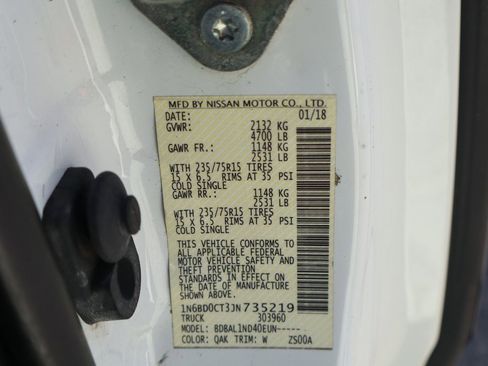 MFD BY NISSAN MOTOR CO., LTD.
DATE: 01/18
GVWR: 2132 KG
4700 LB
GAWR FR.: 1148 KG
2531 LB
WITH 235/75R15 TIRES
15 X 6.5 RIMS AT 35 PSI
COLD SINGLE
GAWR RR.: 1148 KG
2531 LB
WITH 235/75R15 TIRES
15 X 6.5 RIMS AT 35 PSI
COLD SINGLE
THIS VEHICLE CONFORMS TO
ALL APPLICABLE FEDERAL
MOTOR VEHICLE SAFETY AND
THEFT PREVENTION
STANDARDS IN EFFECT ON
THE DATE OF MANUFACTURE
SHOWN ABOVE.
1N6BD0CT3JN735219
TRUCK 303960
MODEL: BDBAL1ND40EUN-----
COLOR: QAK TRIM: W ZS00A